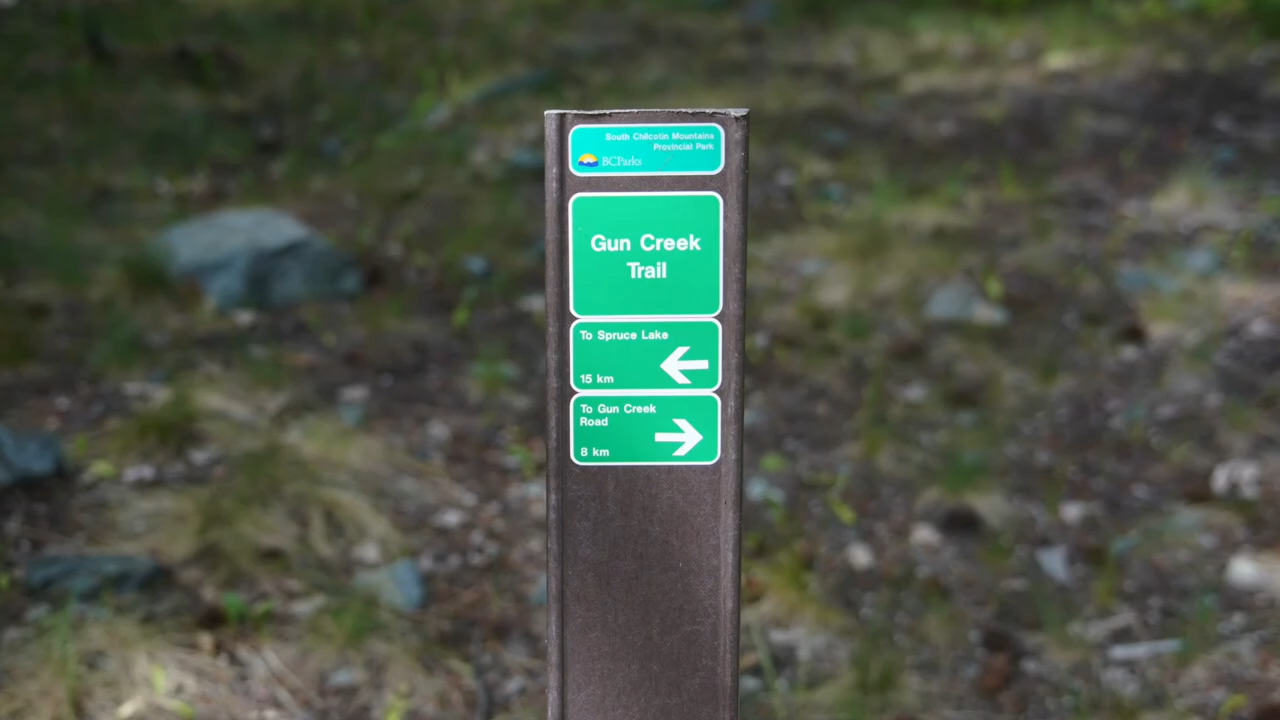 South Chilcotin Mountains
Provincial Park
BCParks
Gun Creek
Trail
To Spruce Lake
15 km
To Gun Creek
Road
8 km